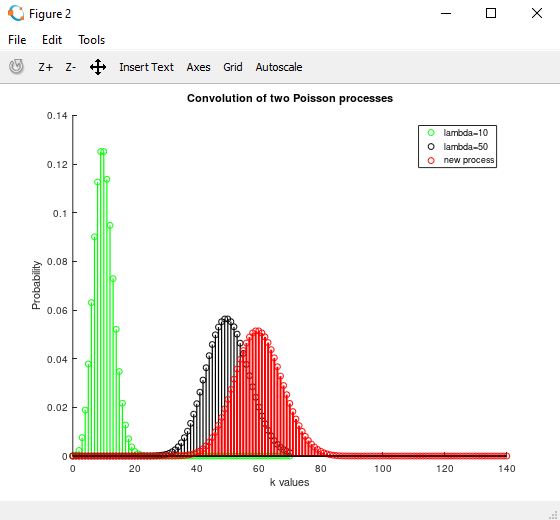 Figure 2
File Edit Tools
Z+ Z- Insert Text Axes Grid Autoscale
Convolution of two Poisson processes
lambda=10
lambda=50
new process
Probability
0.14
0.12
0.1
0.08
0.06
0.04
0.02
0
0 20 40 60 80 100 120 140
k values